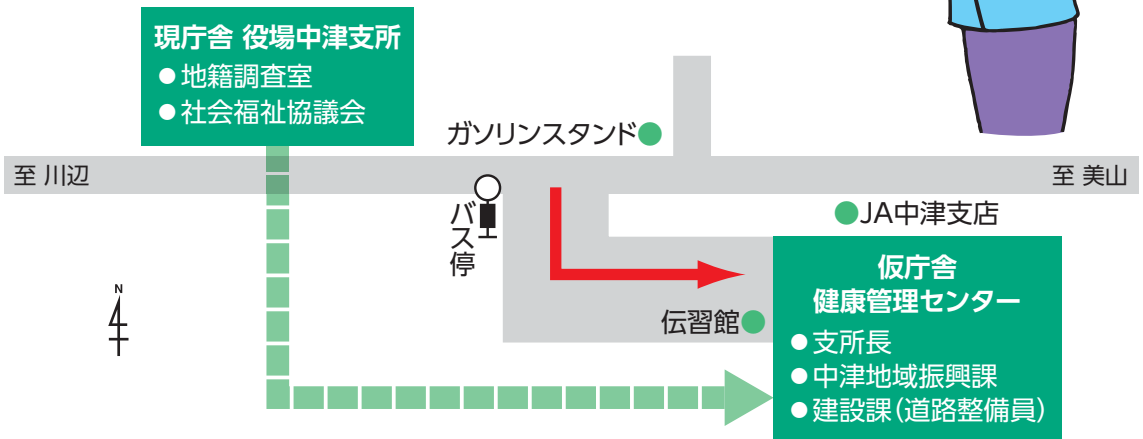 現庁舎 役場中津支所
●地籍調査室
●社会福祉協議会
ガソリンスタンド
至 川辺
至 美山
バス停
JA中津支店
N
仮庁舎
健康管理センター
伝習館
●支所長
●中津地域振興課
●建設課(道路整備員)